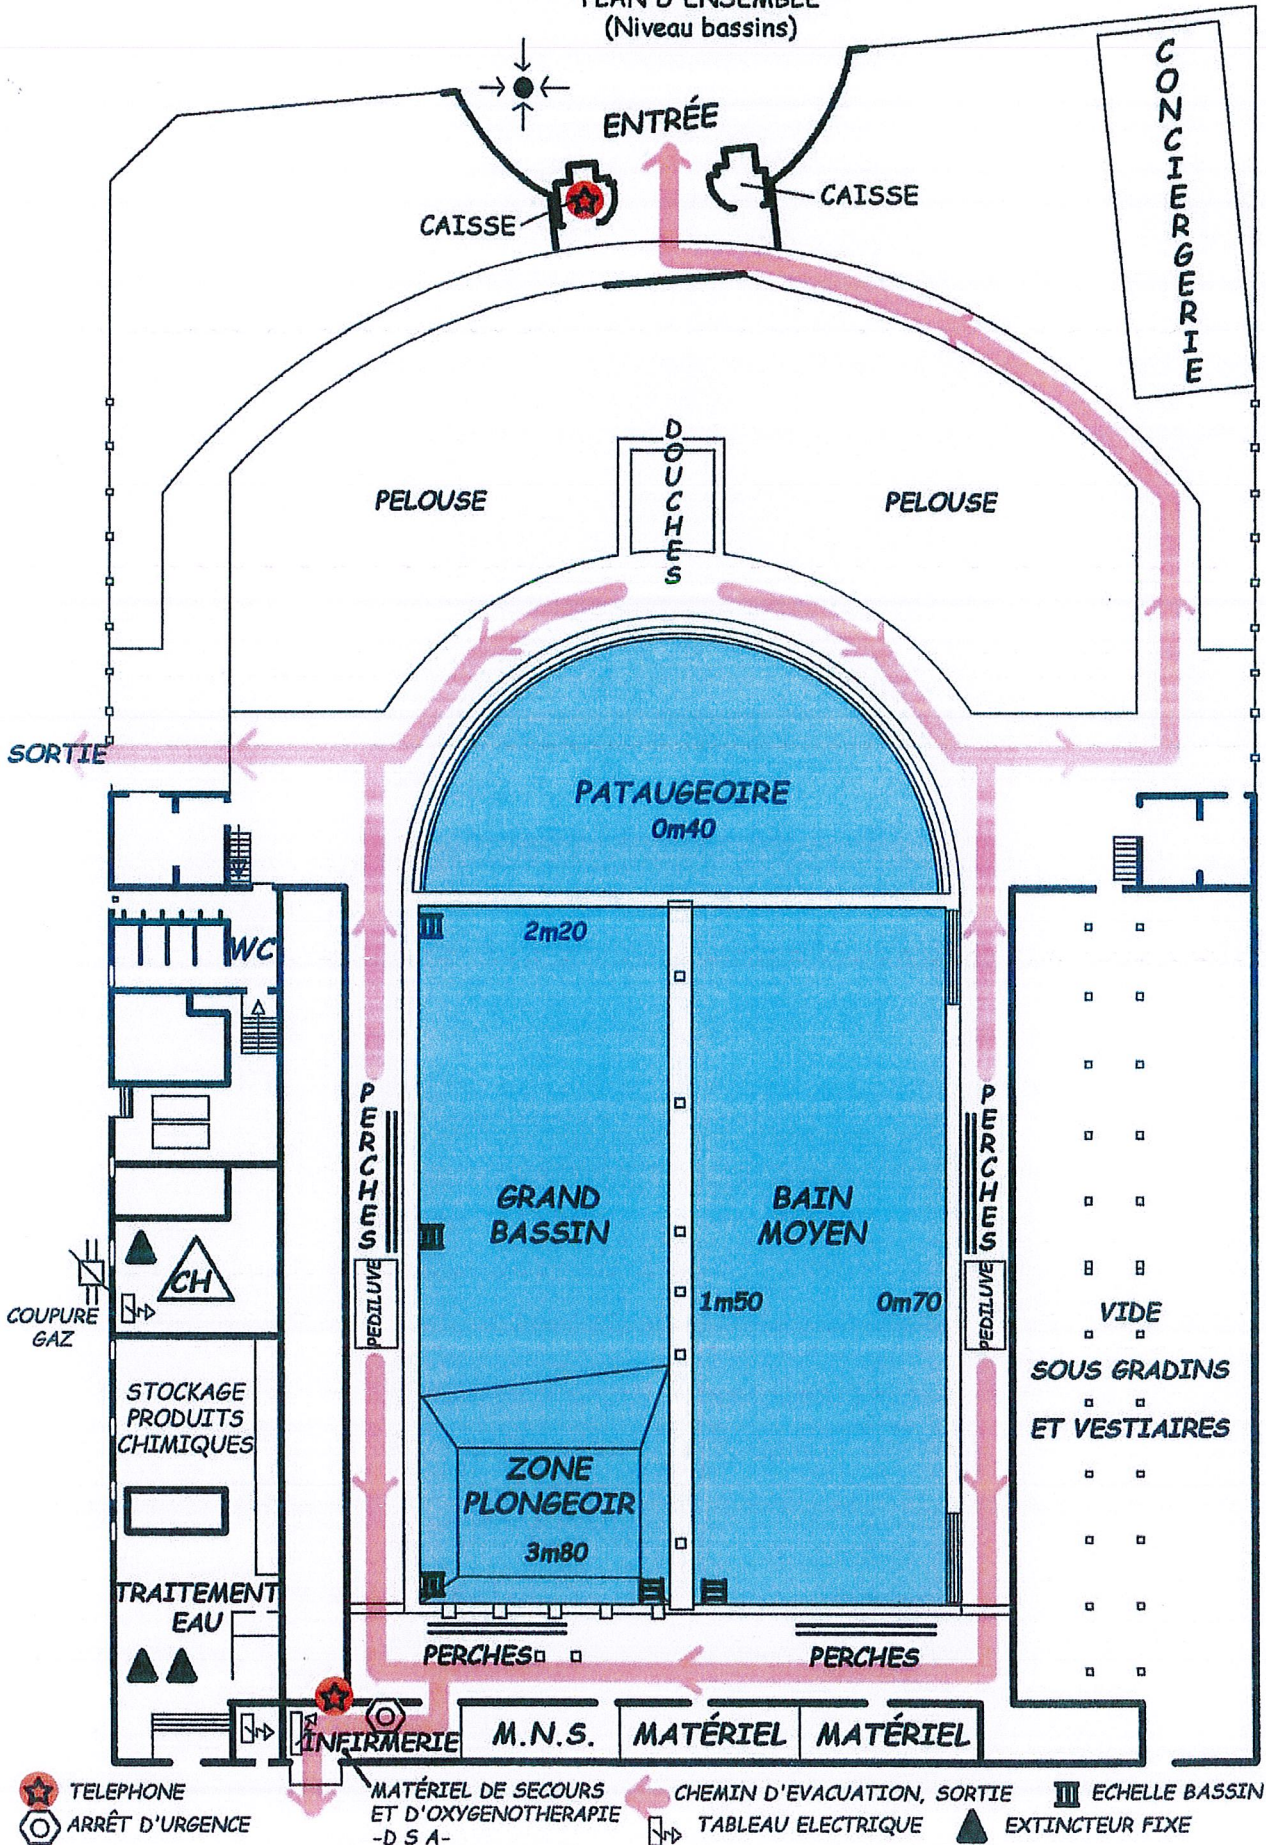 PLAN D'ENSEMBLE
(Niveau bassins)
ENTRÉE
CAISSE
CAISSE
CONCIERGERIE
DOUCHES
PELOUSE
PELOUSE
SORTIE
PATAUGEOIRE
0m40
WC
2m20
PERCHES
PERCHES
GRAND
BASSIN
BAIN
MOYEN
CH
COUPURE
GAZ
PEDILUVE
1m50
0m70
PEDILUVE
VIDE
SOUS GRADINS
ET VESTIAIRES
STOCKAGE
PRODUITS
CHIMIQUES
ZONE
PLONGEOIR
3m80
TRAITEMENT
EAU
PERCHES
PERCHES
INFIRMERIE
M.N.S.
MATÉRIEL
MATÉRIEL
TELEPHONE
ARRÊT D'URGENCE
MATÉRIEL DE SECOURS
ET D'OXYGENOTHERAPIE
-D S A-
CHEMIN D'EVACUATION, SORTIE
TABLEAU ELECTRIQUE
ECHELLE BASSIN
EXTINCTEUR FIXE